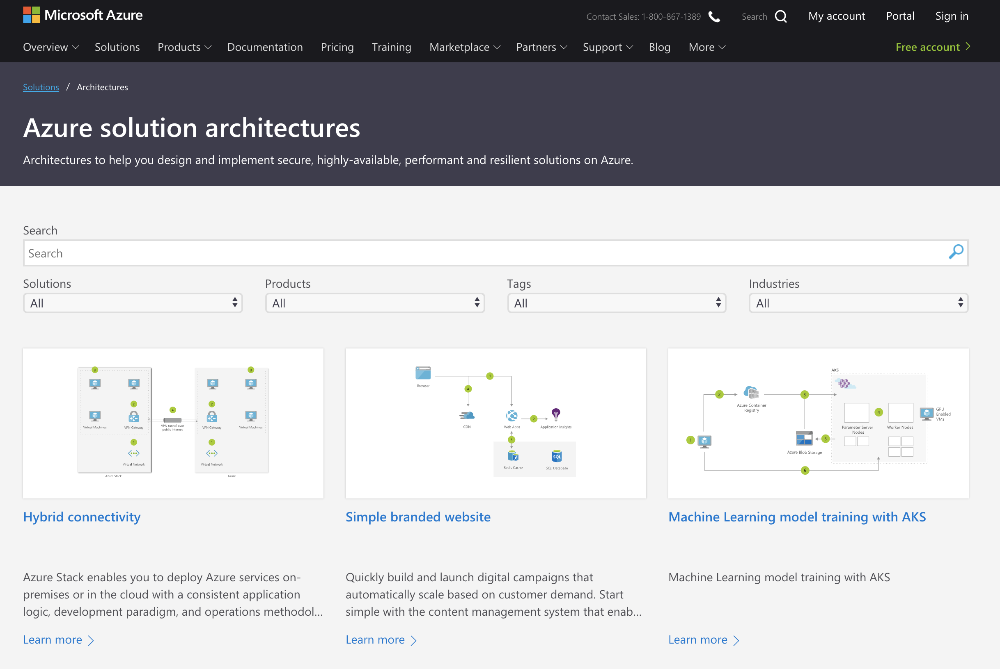 Microsoft Azure
Contact Sales: 1-800-867-1389
Search
My account
Portal
Sign in
Overview
Solutions
Products
Documentation
Pricing
Training
Marketplace
Partners
Support
Blog
More
Free account
Solutions / Architectures
Azure solution architectures
Architectures to help you design and implement secure, highly-available, performant and resilient solutions on Azure.
Search
Search
Solutions
Products
Tags
Industries
All
All
All
All
3
3
2
2
4
Virtual Machines
VPN Gateway
VPN tunnel over
public internet
VPN Gateway
Virtual Machines
1
1
Virtual Network
Virtual Network
Azure Stack
Azure
Browser
1
4
CDN
Web Apps
2
Application Insights
3
Redis Cache
SQL
SQL Database
AKS
2
Azure Container
Registry
3
4
GPU
Enabled
VMs
Parameter Server
Nodes
Worker Nodes
1
5
Azure Blob Storage
6
Hybrid connectivity
Simple branded website
Machine Learning model training with AKS
Azure Stack enables you to deploy Azure services on-
premises or in the cloud with a consistent application
logic, development paradigm, and operations methodol...
Quickly build and launch digital campaigns that
automatically scale based on customer demand. Start
simple with the content management system that enab...
Machine Learning model training with AKS
Learn more
Learn more
Learn more